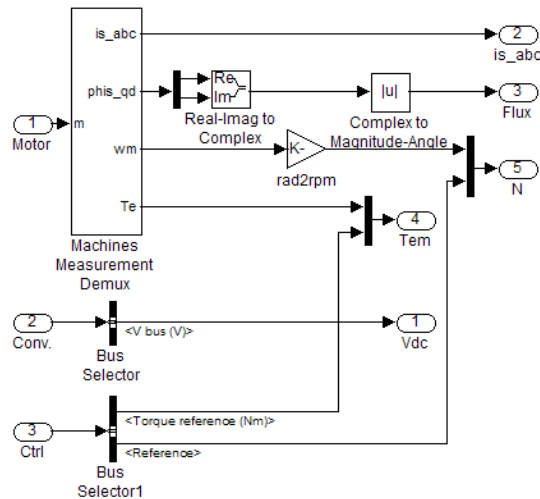 is_abc
2
is_abc
phis_qd
Re
Im
|u|
3
Flux
Real-Imag to
Complex
Complex to
Magnitude-Angle
1
Motor
m
wm
K-
rad2rpm
5
N
Te
4
Tem
Machines
Measurement
Demux
2
Conv.
<V bus (V)>
1
Vdc
Bus
Selector
3
Ctrl
<Torque reference (Nm)>
<Reference>
Bus
Selector1